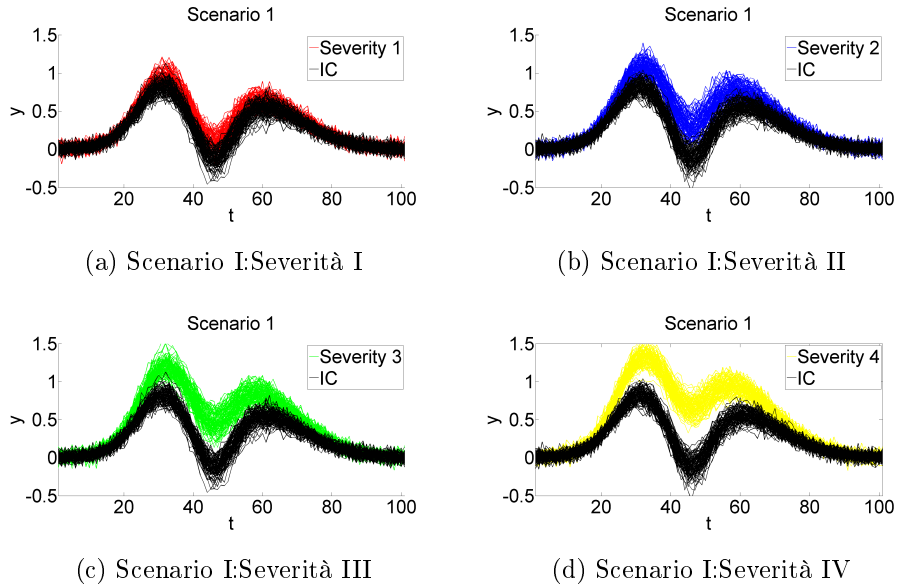 Scenario 1
1.5
1
0.5
0
-0.5
y
20 40 60 80 100
t
Severity 1
IC
(a) Scenario I:Severità I
Scenario 1
1.5
1
0.5
0
-0.5
y
20 40 60 80 100
t
Severity 2
IC
(b) Scenario I:Severità II
Scenario 1
1.5
1
0.5
0
-0.5
y
20 40 60 80 100
t
Severity 3
IC
(c) Scenario I:Severità III
Scenario 1
1.5
1
0.5
0
-0.5
y
20 40 60 80 100
t
Severity 4
IC
(d) Scenario I:Severità IV